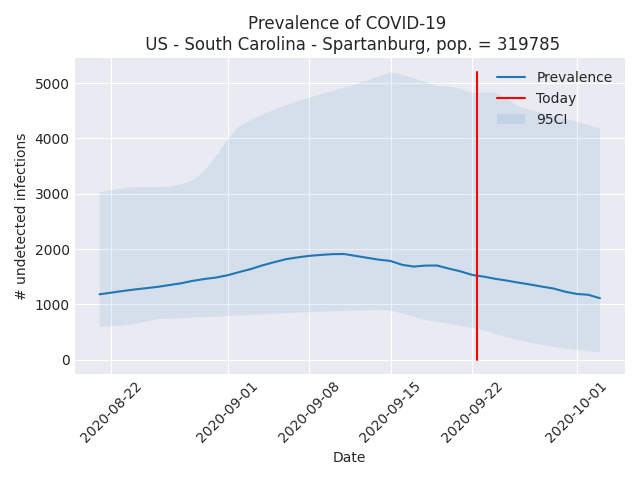 Prevalence of COVID-19
US - South Carolina - Spartanburg, pop. = 319785
Prevalence
Today
95CI
# undetected infections
5000
4000
3000
2000
1000
0
2020-08-22
2020-09-01
2020-09-08
2020-09-15
2020-09-22
2020-10-01
Date